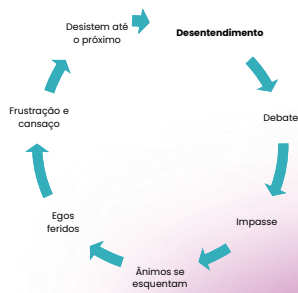 Desentendimento
Debate
Impasse
Ânimos se
esquentam
Egos
feridos
Frustração e
cansaço
Desistem até
o próximo